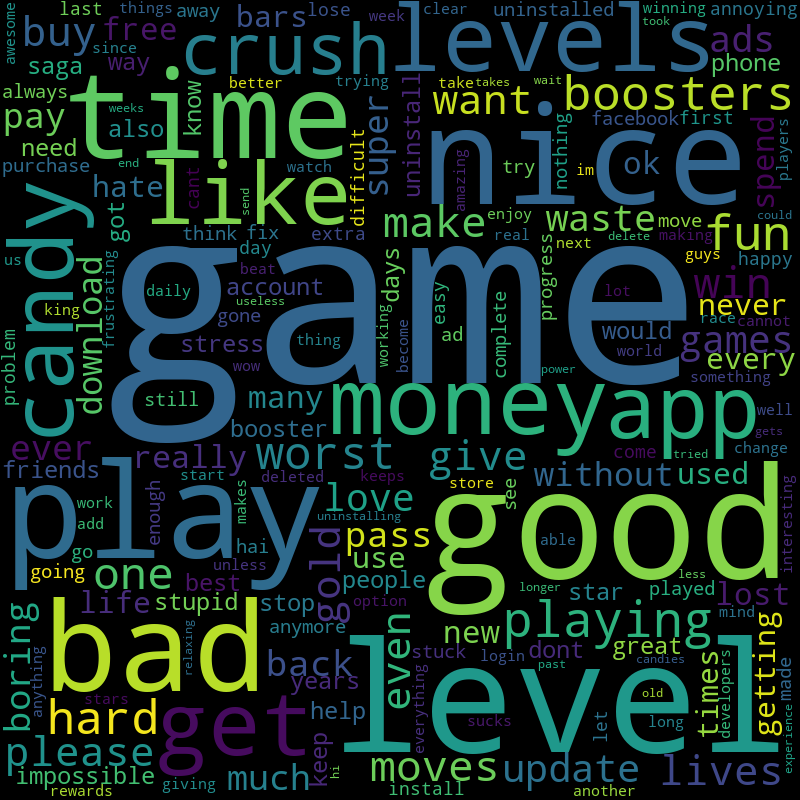 last
things
away
since
bars
lose
week
clear
uninstalled
winning
took
annoying
awesome
buy
free
crush
levels
ads
saga
way
phone
always
time
better
trying
take
takes
wait
want
boosters
pay
also
know
weeks
super
uninstall
nice
facebook
first
need
end
try
nothing
spend
players
purchase
hate
like
cant
watch
difficult
amazing
ok
im
could
candy
got
send
make
enjoy
waste
move
making
fun
us
think
fix
extra
real
next
delete
guys
happy
day
game
king
frustrating
daily
beat
account
days
progress
lot
win
never
download
gone
useless
easy
race
cannot
problem
stress
thing
working
become
ad
complete
would
games
wow
world
every
power
something
still
many
money
app
well
booster
gets
ever
really
worst
give
come
tried
change
friends
start
deleted
keeps
without
used
play
store
see
good
work
enough
makes
love
add
uninstalling
pass
interesting
go
hai
gold
able
going
one
unless
use
less
best
people
longer
played
lost
life
stupid
stop
star
option
mind
boring
bad
relaxing
anymore
even
new
playing
stuck
dont
great
anything
back
login
past
candies
times
developers
getting
made
stars
years
level
hard
get
everything
sucks
old
experience
please
help
let
long
keep
impossible
much
moves
update
lives
rewards
giving
hi
install
another